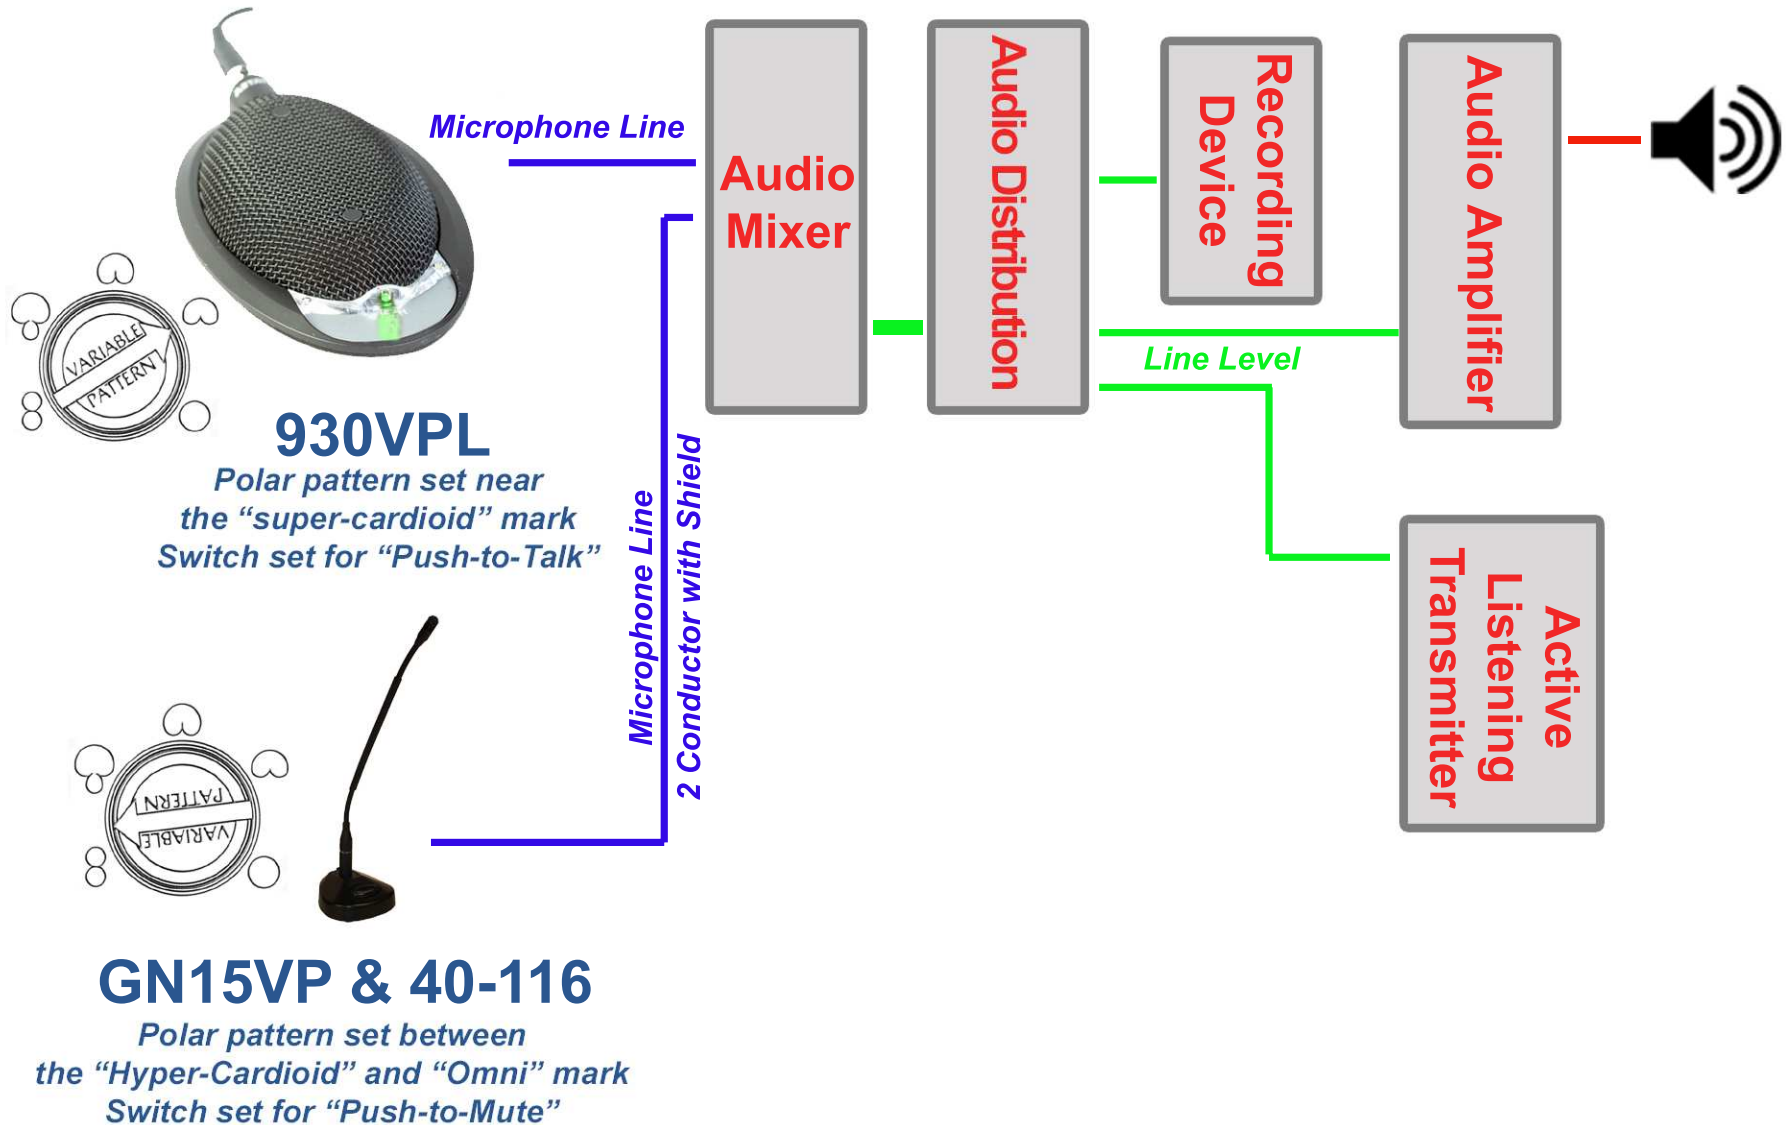 Microphone Line
Audio
Mixer
Audio Distribution
Recording
Device
Audio Amplifier
Line Level
VARIABLE
PATTERN
930VPL
Polar pattern set near
the “super-cardioid” mark
Switch set for “Push-to-Talk”
Microphone Line
2 Conductor with Shield
Active
Listening
Transmitter
PATTERN
VARIABLE
GN15VP & 40-116
Polar pattern set between
the “Hyper-Cardioid” and “Omni” mark
Switch set for “Push-to-Mute”